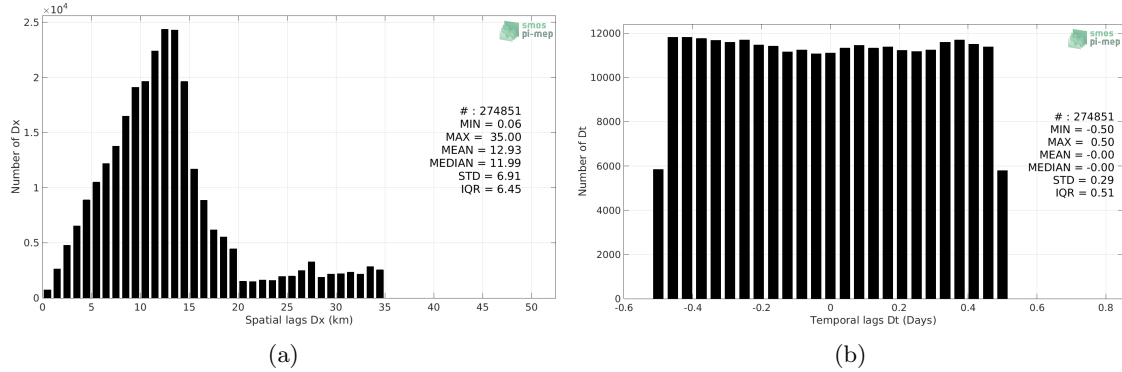 ×10⁴
2.5
2
1.5
1
0.5
0
Number of Dx
0 5 10 15 20 25 30 35 40 45 50
Spatial lags Dx (km)
smos
pi-mep
# : 274851
MIN = 0.06
MAX = 35.00
MEAN = 12.93
MEDIAN = 11.99
STD = 6.91
IQR = 6.45
(a)
12000
10000
8000
6000
4000
2000
0
Number of Dt
-0.6 -0.4 -0.2 0 0.2 0.4 0.6 0.8
Temporal lags Dt (Days)
smos
pi-mep
# : 274851
MIN = -0.50
MAX = 0.50
MEAN = -0.00
MEDIAN = -0.00
STD = 0.29
IQR = 0.51
(b)